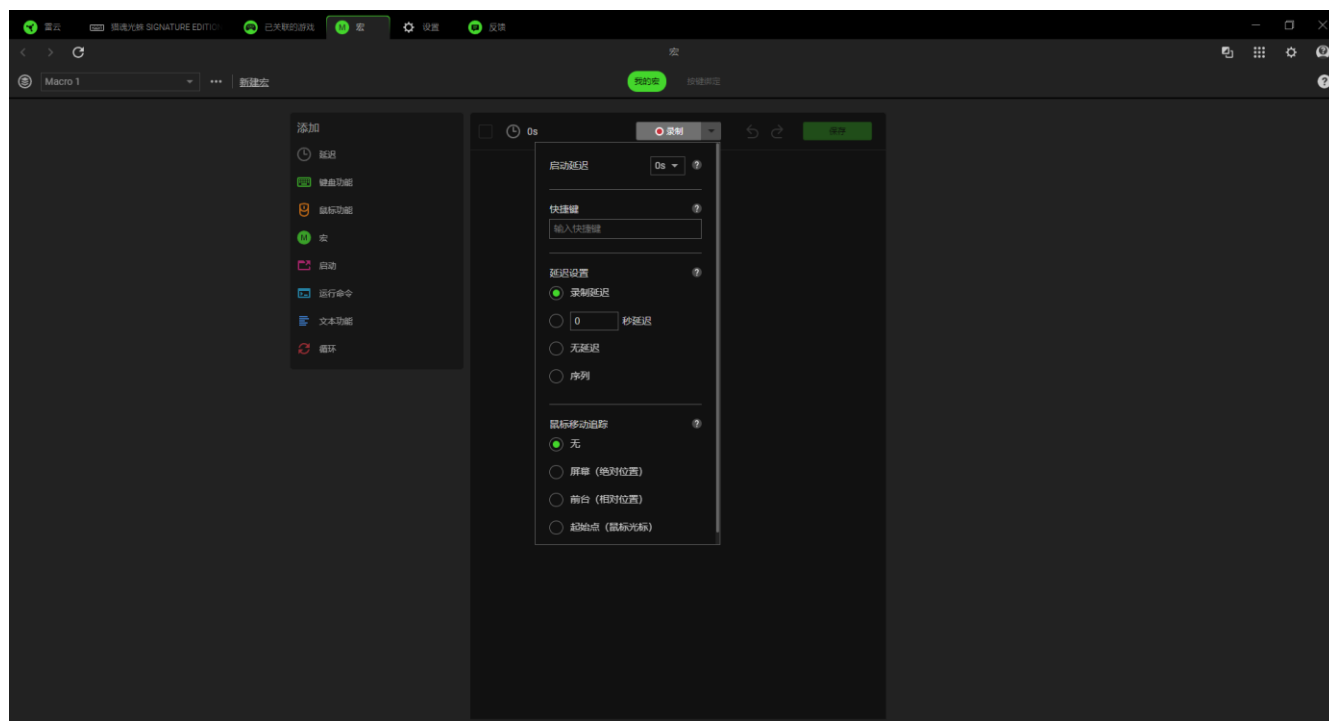 雷云 猎魂光蛛 SIGNATURE EDITION 已关联的游戏 宏 设置 反馈
宏
Macro 1 新建宏 我的宏 按键绑定
添加
延迟
键盘功能
鼠标功能
宏
启动
运行命令
文本功能
循环
0s 录制 保存
启动延迟 0s
快捷键
输入快捷键
延迟设置
录制延迟
0 秒延迟
无延迟
序列
鼠标移动追踪
无
屏幕（绝对位置）
前台（相对位置）
起始点（鼠标光标）